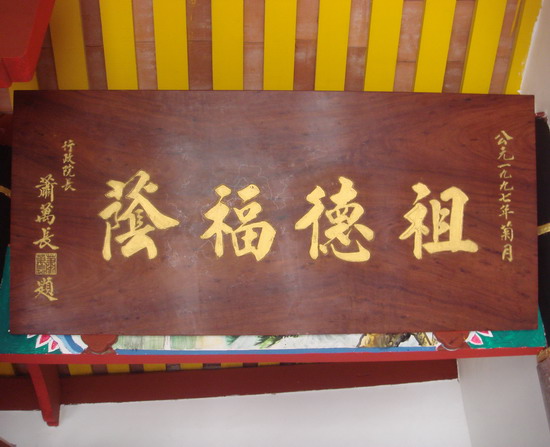 公元一九九七年菊月
祖德福蔭
行政院長
蕭萬長題